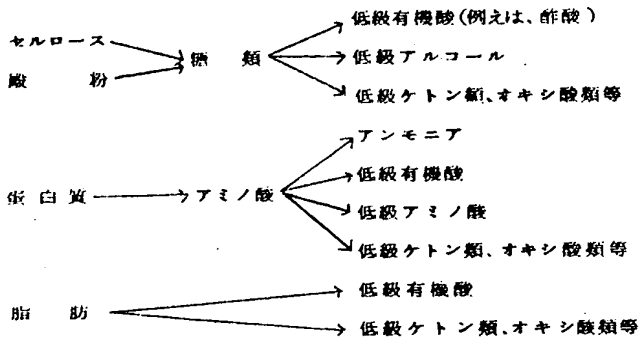 低級有機酸(例えは、酢酸)
セルロース
糖類
低級アルコール
澱粉
低級ケトン類、オキシ酸類等
アンモニア
低級有機酸
蛋白質
アミノ酸
低級アミノ酸
低級ケトン類、オキシ酸類等
低級有機酸
脂肪
低級ケトン類、オキシ酸類等